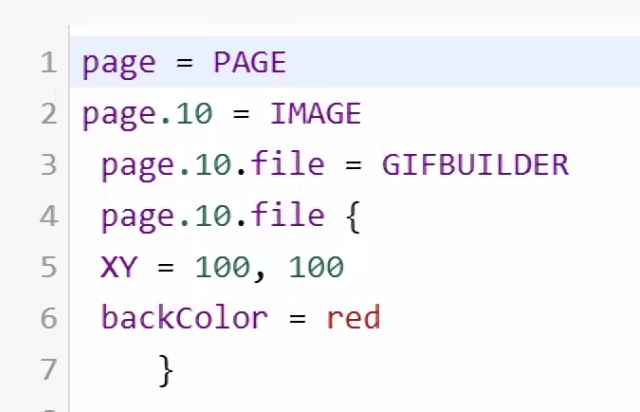 1 page = PAGE
2 page.10 = IMAGE
3 page.10.file = GIFBUILDER
4 page.10.file {
5 XY = 100, 100
6 backColor = red
7 }